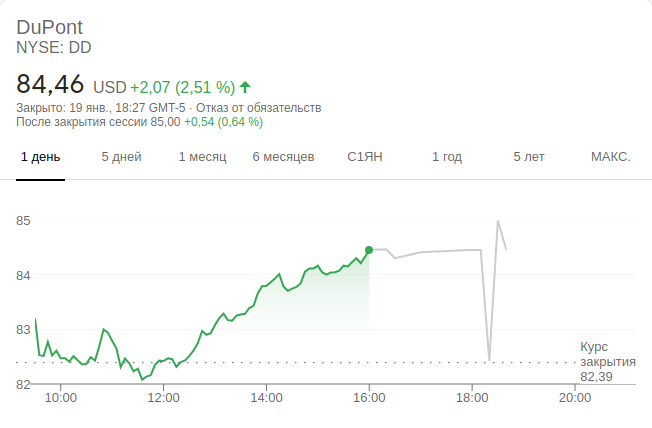 DuPont
NYSE: DD
84,46 USD +2,07 (2,51 %)
Закрыто: 19 янв., 18:27 GMT-5 · Отказ от обязательств
После закрытия сессии 85,00 +0,54 (0,64 %)
1 день 5 дней 1 месяц 6 месяцев С1ЯН 1 год 5 лет МАКС.
85
84
83
Курс
закрытия
82,39
82
10:00 12:00 14:00 16:00 18:00 20:00